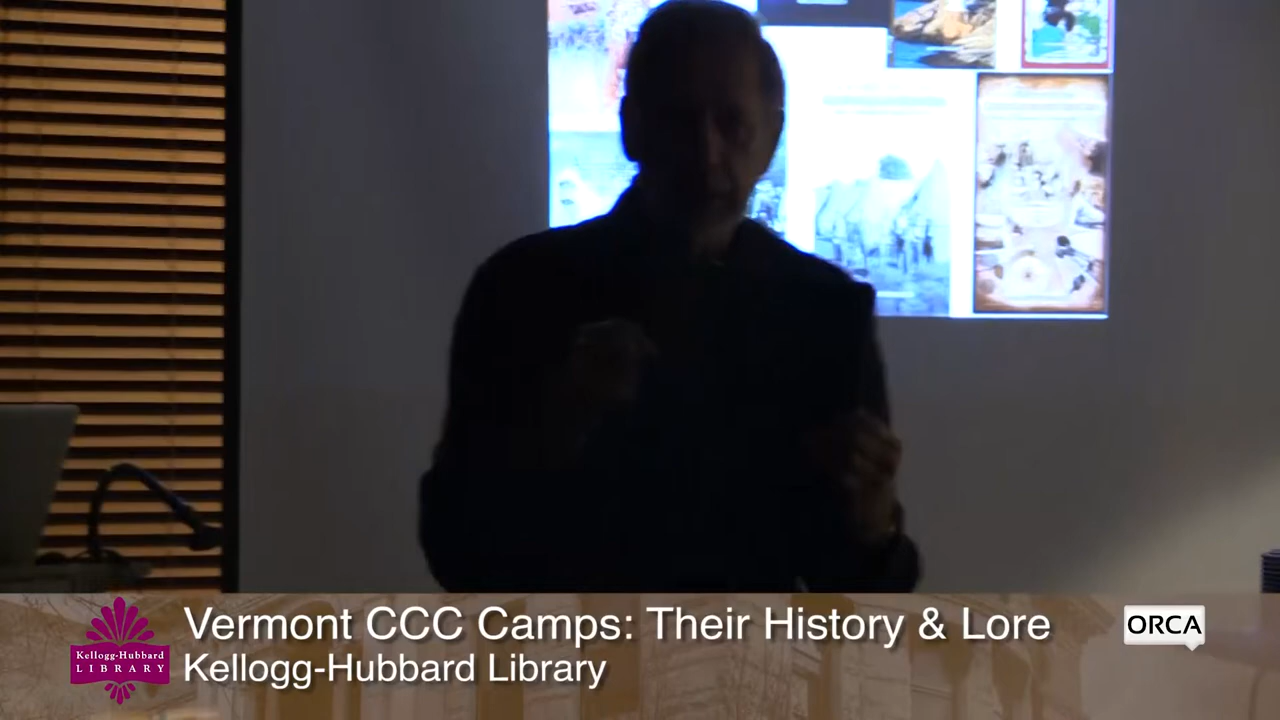 Vermont CCC Camps: Their History & Lore
Kellogg-Hubbard Library
Kellogg-Hubbard
LIBRARY
ORCA